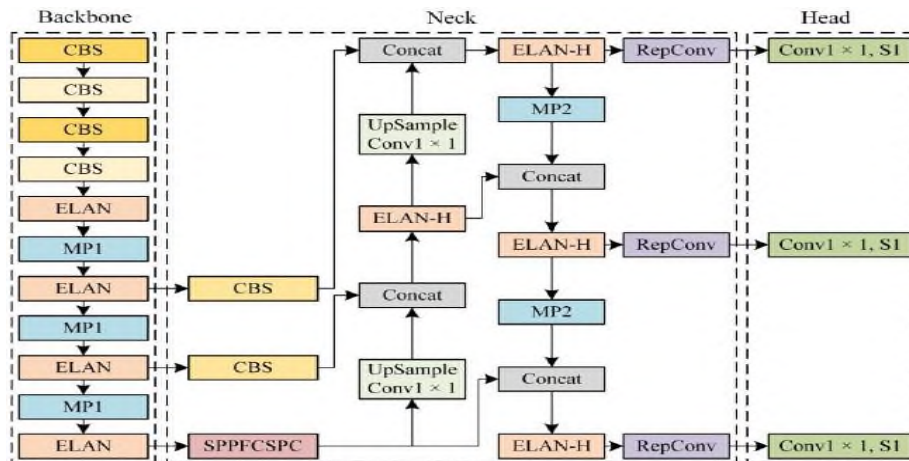 Backbone
Neck
Head
CBS
CBS
CBS
CBS
ELAN
MP1
ELAN
MP1
ELAN
MP1
ELAN
CBS
CBS
SPPFCSPC
Concat
UpSample
Conv1 × 1
ELAN-H
Concat
UpSample
Conv1 × 1
ELAN-H
MP2
Concat
ELAN-H
MP2
Concat
ELAN-H
RepConv
RepConv
RepConv
Conv1 × 1, S1
Conv1 × 1, S1
Conv1 × 1, S1